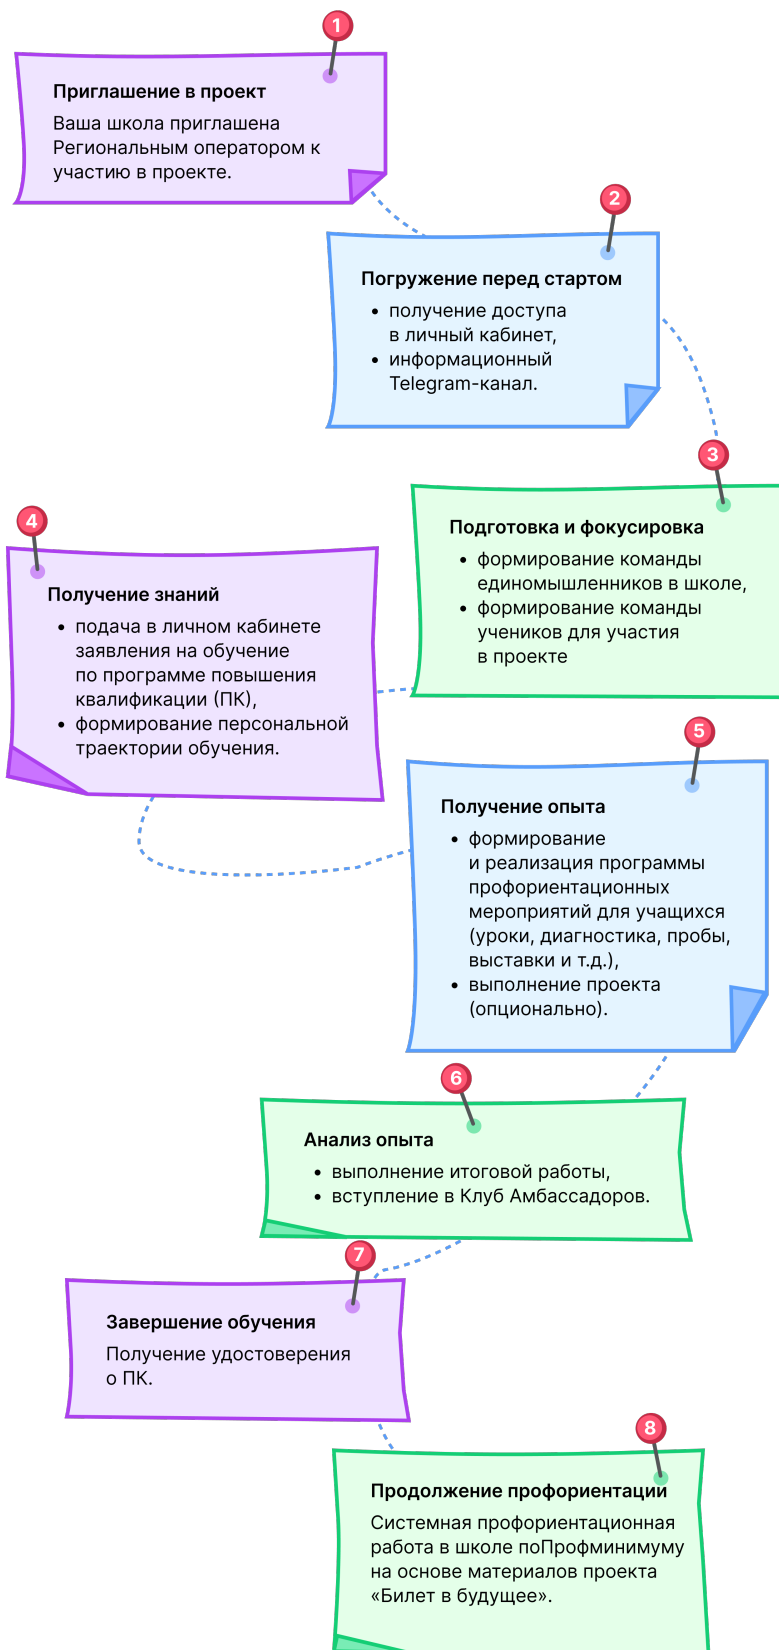 1
Приглашение в проект
Ваша школа приглашена
Региональным оператором к
участию в проекте.
2
Погружение перед стартом
• получение доступа
в личный кабинет,
• информационный
Telegram-канал.
3
Подготовка и фокусировка
• формирование команды
единомышленников в школе,
• формирование команды
учеников для участия
в проекте
4
Получение знаний
• подача в личном кабинете
заявления на обучение
по программе повышения
квалификации (ПК),
• формирование персональной
траектории обучения.
5
Получение опыта
• формирование
и реализация программы
профориентационных
мероприятий для учащихся
(уроки, диагностика, пробы,
выставки и т.д.),
• выполнение проекта
(опционально).
6
Анализ опыта
• выполнение итоговой работы,
• вступление в Клуб Амбассадоров.
7
Завершение обучения
Получение удостоверения
о ПК.
8
Продолжение профориентации
Системная профориентационная
работа в школе поПрофминимуму
на основе материалов проекта
«Билет в будущее».